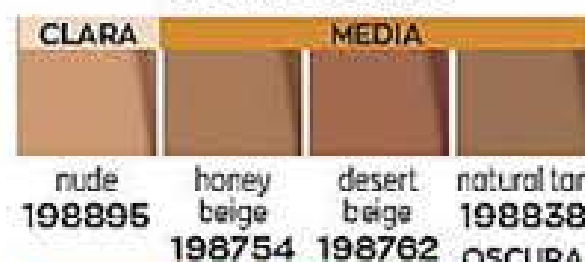 CLARA MEDIA
nude
198895
honey
beige
198754
desert
beige
198762
natural tan
198838
OSCURA